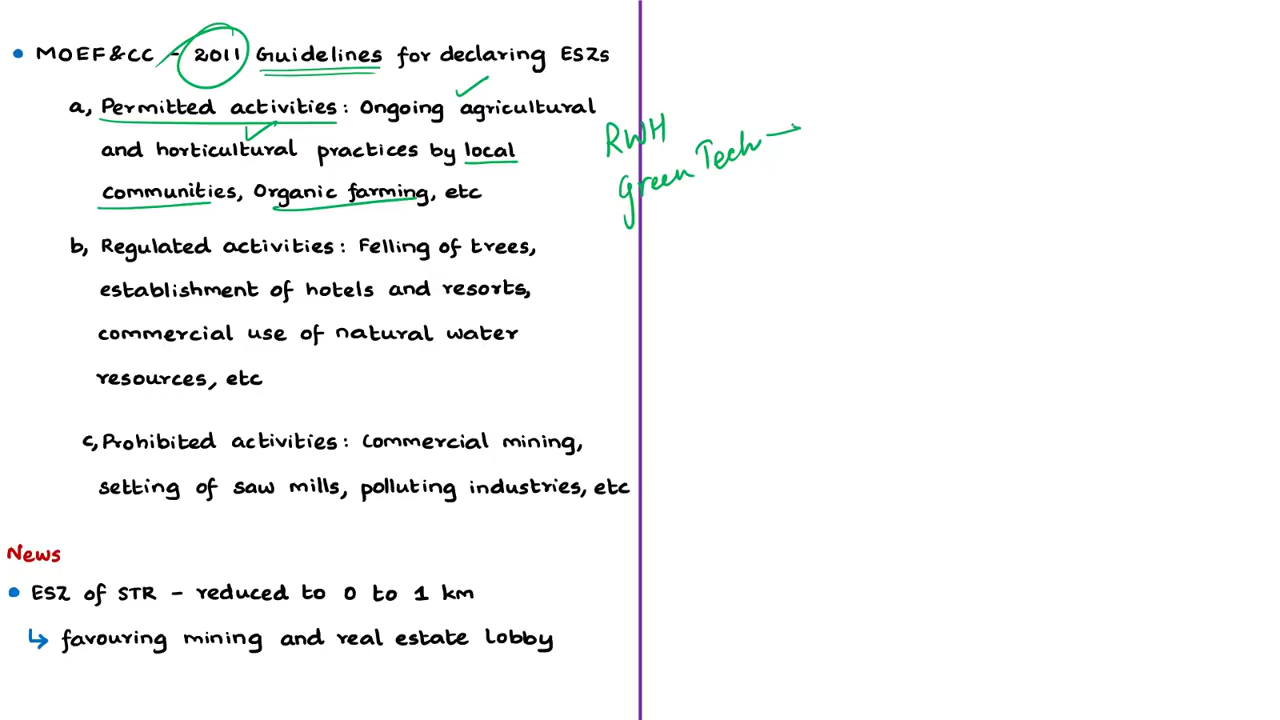 • MOEF&CC - 2011 Guidelines for declaring ESZs
a, Permitted activities: Ongoing agricultural
and horticultural practices by local
communities, Organic farming, etc
RWH
Green Tech →
b, Regulated activities: Felling of trees,
establishment of hotels and resorts,
commercial use of natural water
resources, etc
c, Prohibited activities: Commercial mining,
setting of saw mills, polluting industries, etc
News
• ESZ of STR - reduced to 0 to 1 km
↳ favouring mining and real estate lobby